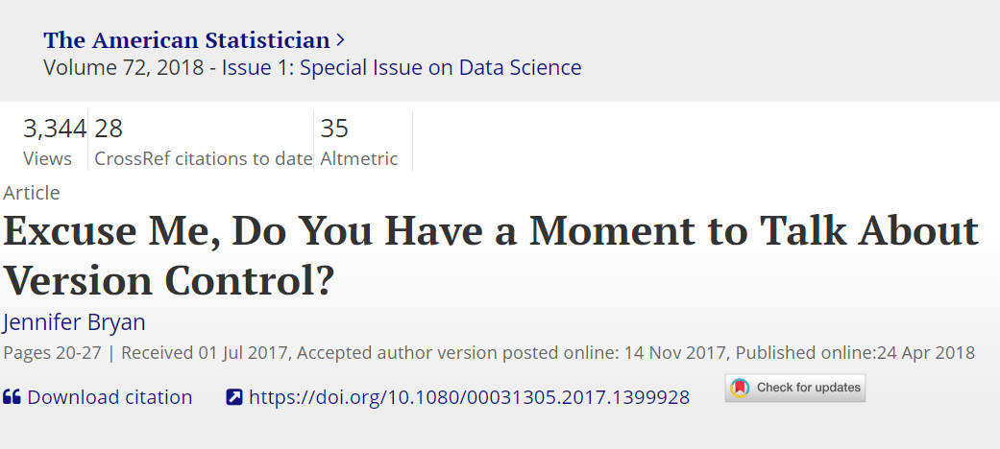 The American Statistician >
Volume 72, 2018 - Issue 1: Special Issue on Data Science
3,344 28 35
Views CrossRef citations to date Altmetric
Article
Excuse Me, Do You Have a Moment to Talk About
Version Control?
Jennifer Bryan
Pages 20-27 | Received 01 Jul 2017, Accepted author version posted online: 14 Nov 2017, Published online:24 Apr 2018
Download citation https://doi.org/10.1080/00031305.2017.1399928 Check for updates